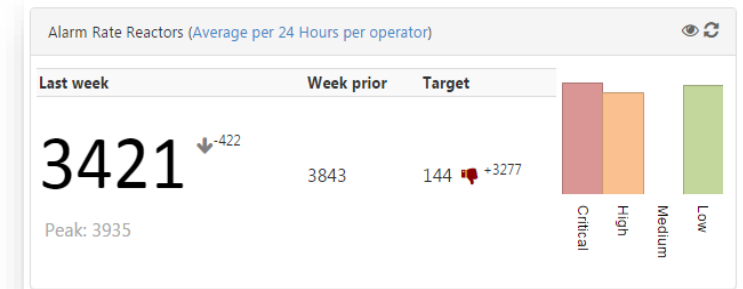 Alarm Rate Reactors (Average per 24 Hours per operator)
Last week Week prior Target
3421 -422 3843 144 +3277
Peak: 3935
Critical
High
Medium
Low